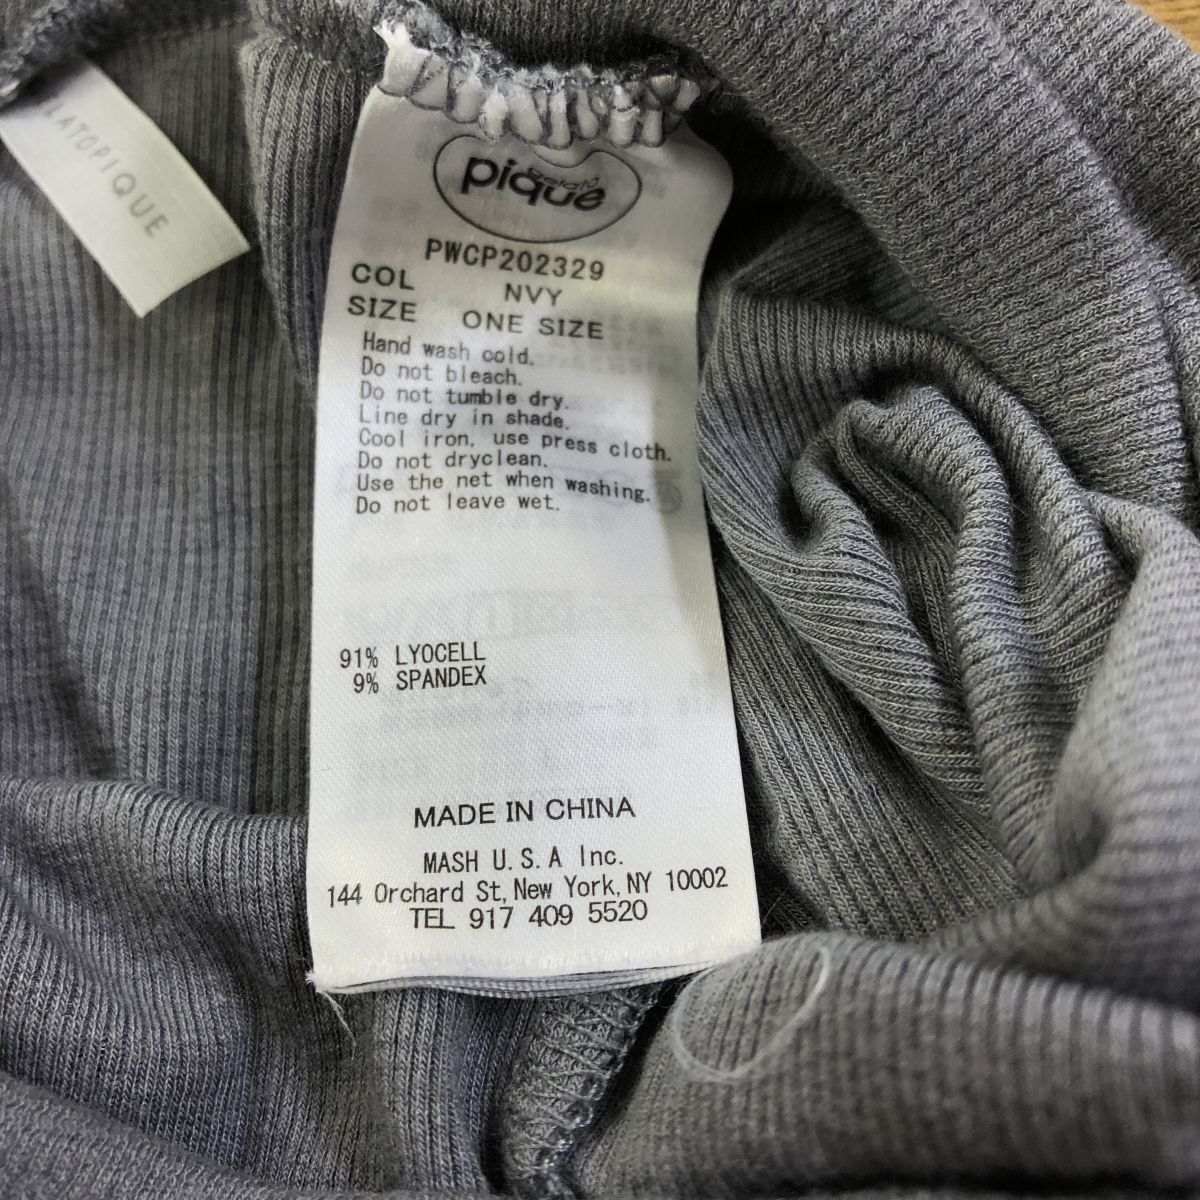 LATOPIQUE
gelato
pique
PWCP202329
COL NVY
SIZE ONE SIZE
Hand wash cold.
Do not bleach.
Do not tumble dry.
Line dry in shade.
Cool iron, use press cloth.
Do not dryclean.
Use the net when washing.
Do not leave wet.
91% LYOCELL
9% SPANDEX
MADE IN CHINA
MASH U.S.A Inc.
144 Orchard St, New York, NY 10002
TEL 917 409 5520